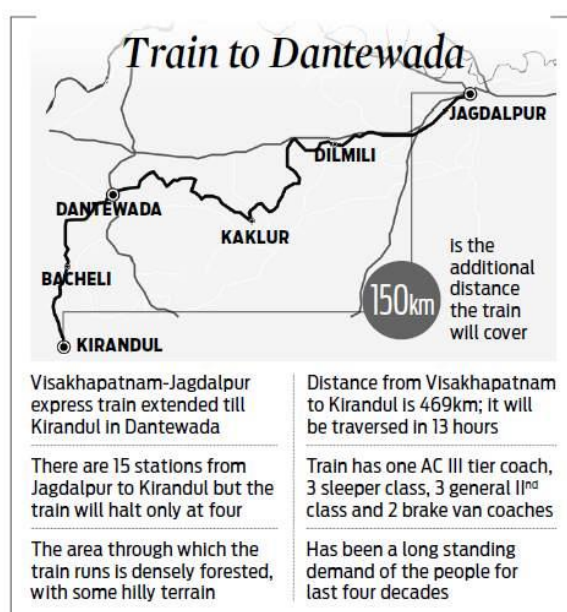 Train to Dantewada
JAGDALPUR
DILMILI
DANTEWADA
KAKLUR
BACHELI
KIRANDUL
150km
is the
additional
distance
the train
will cover
Visakhapatnam-Jagdalpur
express train extended till
Kirandul in Dantewada
There are 15 stations from
Jagdalpur to Kirandul but the
train will halt only at four
The area through which the
train runs is densely forested,
with some hilly terrain
Distance from Visakhapatnam
to Kirandul is 469km; it will
be traversed in 13 hours
Train has one AC III tier coach,
3 sleeper class, 3 general IInd
class and 2 brake van coaches
Has been a long standing
demand of the people for
last four decades